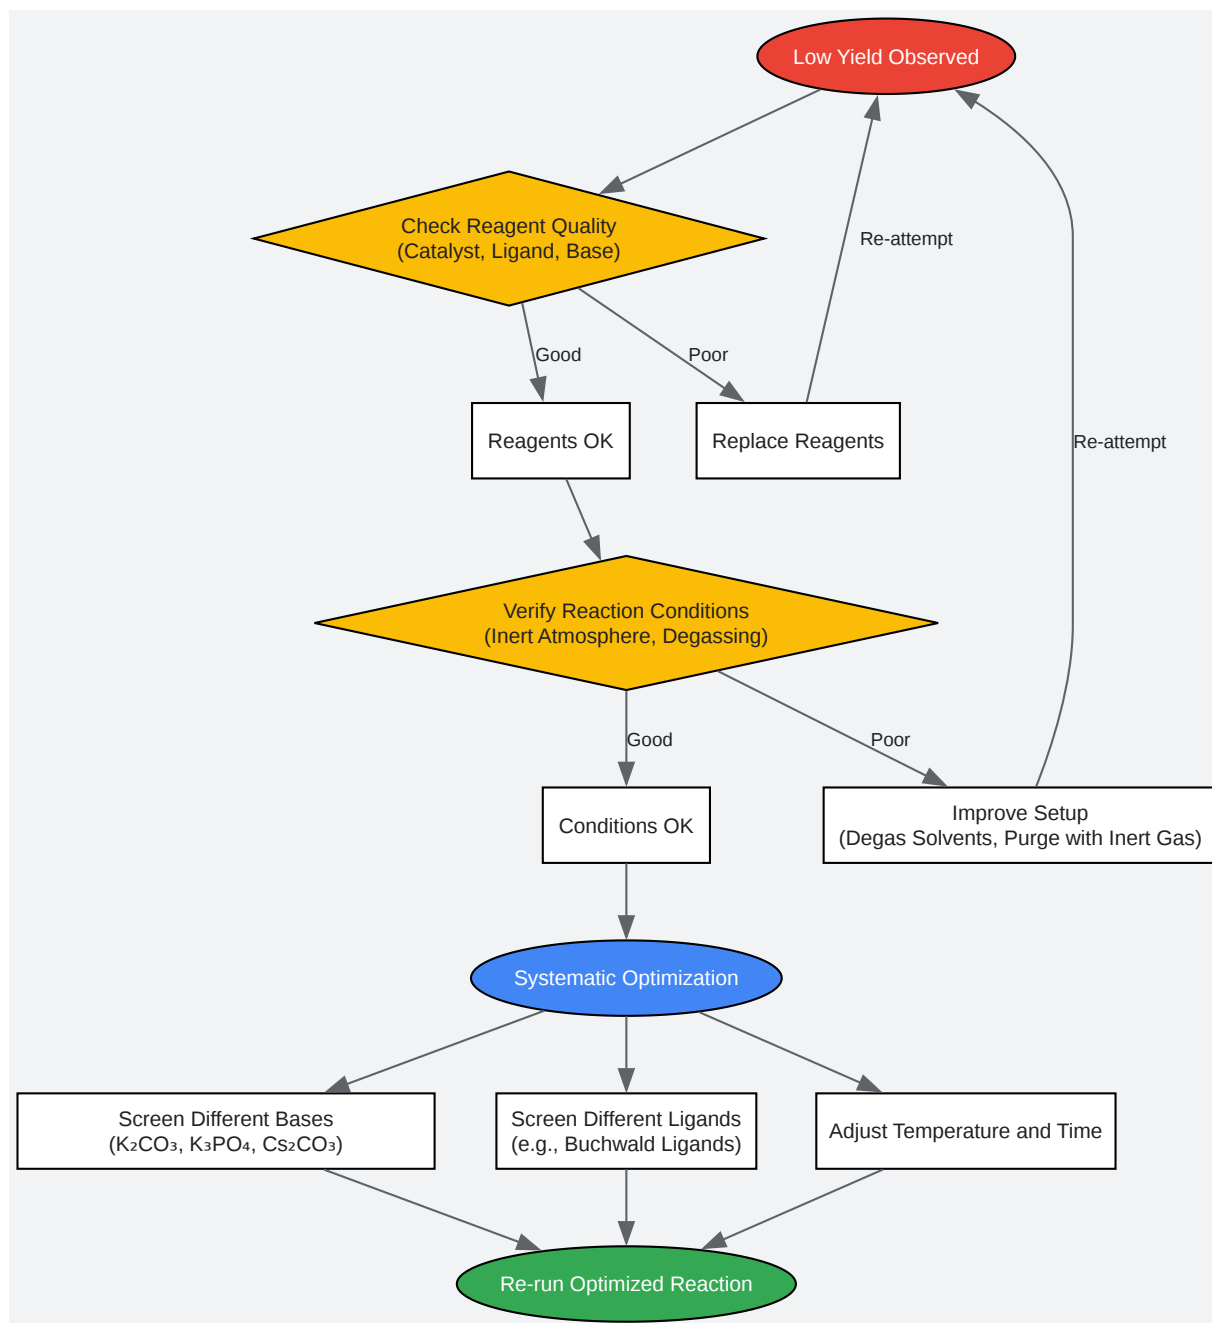 Low Yield Observed
Check Reagent Quality
(Catalyst, Ligand, Base)
Re-attempt
Good
Poor
Reagents OK
Replace Reagents
Re-attempt
Verify Reaction Conditions
(Inert Atmosphere, Degassing)
Good
Poor
Conditions OK
Improve Setup
(Degas Solvents, Purge with Inert Gas)
Systematic Optimization
Screen Different Bases
(K₂CO₃, K₃PO₄, Cs₂CO₃)
Screen Different Ligands
(e.g., Buchwald Ligands)
Adjust Temperature and Time
Re-run Optimized Reaction